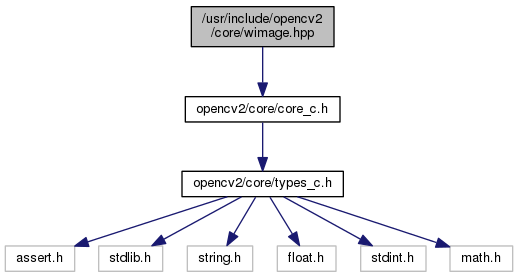 /usr/include/opencv2
/core/wimage.hpp
opencv2/core/core_c.h
opencv2/core/types_c.h
assert.h
stdlib.h
string.h
float.h
stdint.h
math.h